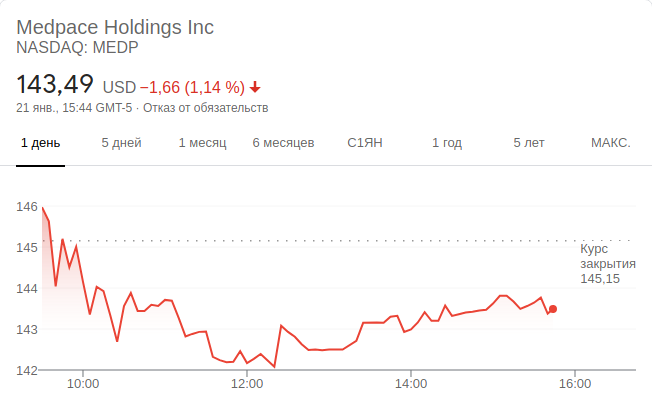 Medpace Holdings Inc
NASDAQ: MEDP
143,49 USD −1,66 (1,14 %)
21 янв., 15:44 GMT-5 · Отказ от обязательств
1 день 5 дней 1 месяц 6 месяцев С1ЯН 1 год 5 лет МАКС.
146
145
144
143
142
Курс
закрытия
145,15
10:00 12:00 14:00 16:00